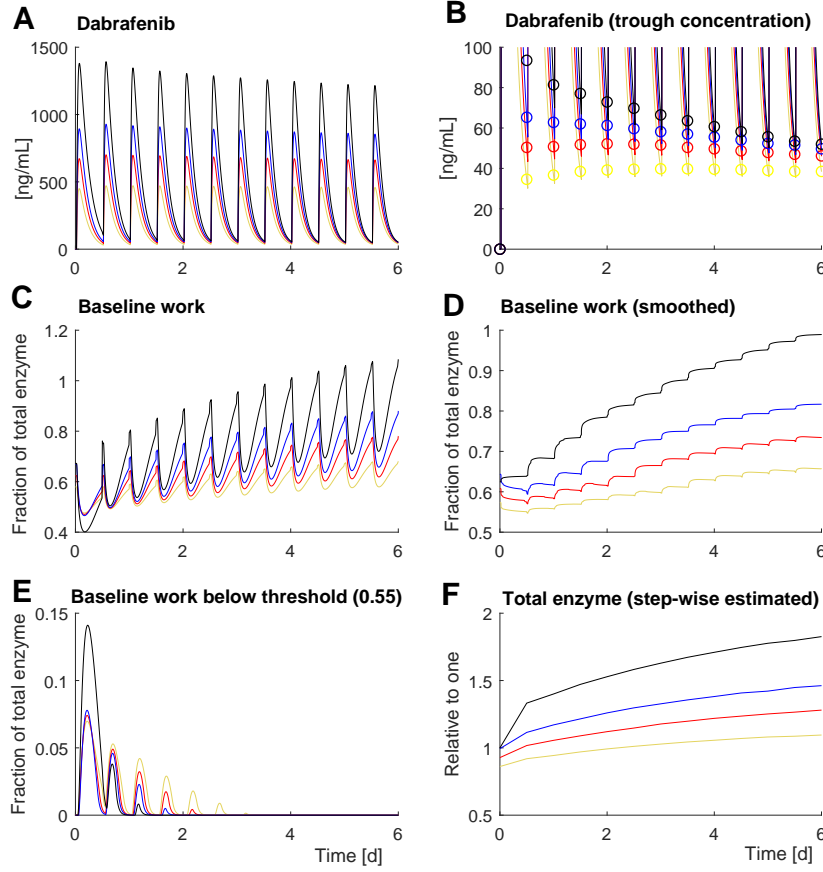 A
Dabrafenib
[ng/mL]
1500
1000
500
0
0 2 4 6
B
Dabrafenib (trough concentration)
[ng/mL]
100
80
60
40
20
0
0 2 4 6
C
Baseline work
Fraction of total enzyme
1.2
1
0.8
0.6
0.4
0 2 4 6
D
Baseline work (smoothed)
Fraction of total enzyme
1
0.9
0.8
0.7
0.6
0.5
0 2 4 6
E
Baseline work below threshold (0.55)
Fraction of total enzyme
0.15
0.1
0.05
0
0 2 4 6
Time [d]
F
Total enzyme (step-wise estimated)
Relative to one
2
1.5
1
0.5
0 2 4 6
Time [d]